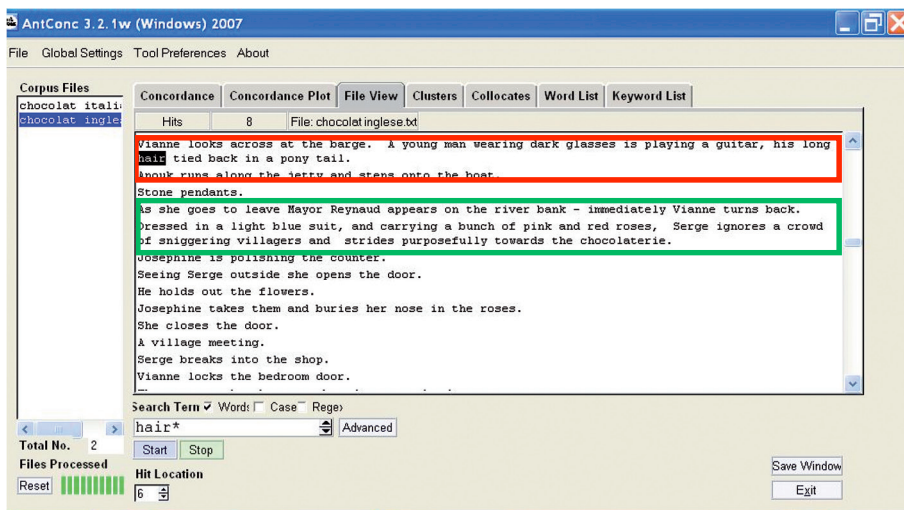 AntConc 3.2.1w (Windows) 2007
File Global Settings Tool Preferences About
Corpus Files
chocolat itali
chocolat ingle
Concordance Concordance Plot File View Clusters Collocates Word List Keyword List
Hits 8 File: chocolat inglese.txt
Vianne looks across at the barge. A young man wearing dark glasses is playing a guitar, his long
hair tied back in a pony tail.
Anouk runs along the jetty and steps onto the boat.
Stone pendants.
As she goes to leave Mayor Reynaud appears on the river bank - immediately Vianne turns back.
Dressed in a light blue suit, and carrying a bunch of pink and red roses, Serge ignores a crowd
of sniggering villagers and strides purposefully towards the chocolaterie.
Josephine is polishing the counter.
Seeing Serge outside she opens the door.
He holds out the flowers.
Josephine takes them and buries her nose in the roses.
She closes the door.
A village meeting.
Serge breaks into the shop.
Vianne locks the bedroom door.
Search Tern Word: Case Rege
hair* Advanced
Total No. 2
Start Stop
Files Processed
Hit Location
Reset
6
Save Window
Exit